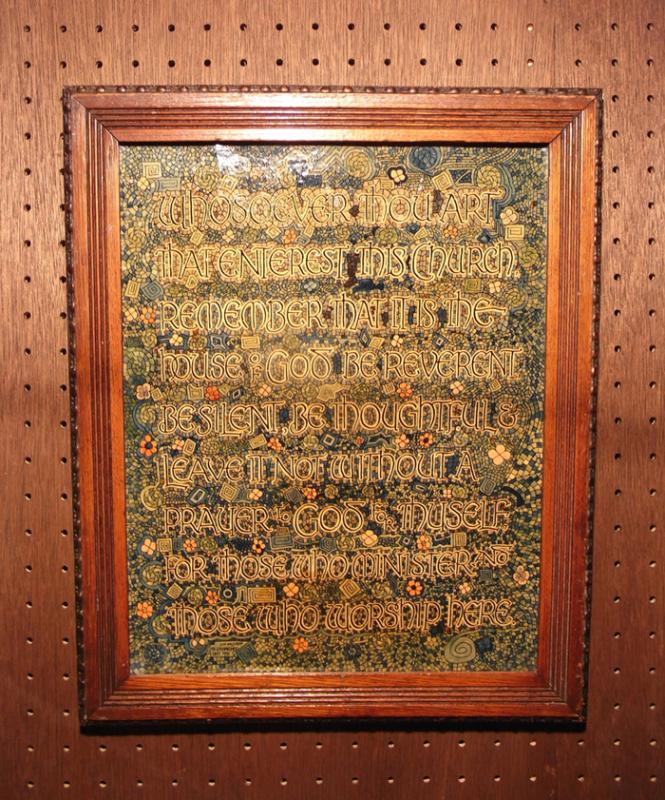 WHOSOEVER THOU ART
THAT ENTEREST THIS CHURCH,
REMEMBER THAT IT IS THE
HOUSE OF GOD BE REVERENT
BE SILENT, BE THOUGHTFUL &
LEAVE IT NOT WITHOUT A
PRAYER TO GOD FOR THYSELF
FOR THOSE WHO MINISTER AND
THOSE WHO WORSHIP HERE.